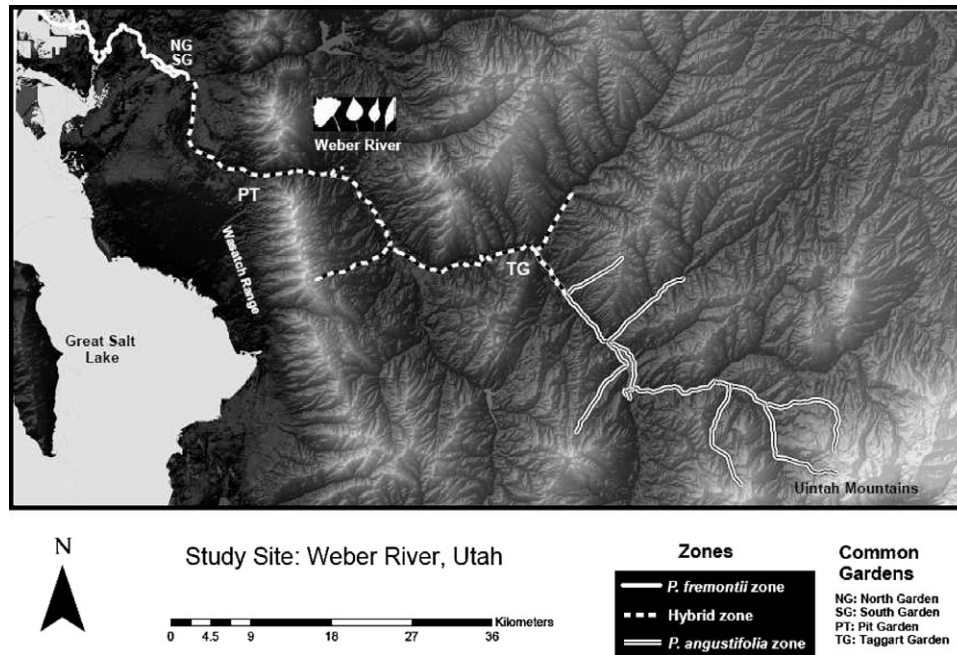 NG
SG
Weber River
PT
Wasatch Range
TG
Great Salt
Lake
Uintah Mountains
N
Study Site: Weber River, Utah
Kilometers
0 4.5 9 18 27 36
Zones
P. fremontii zone
Hybrid zone
P. angustifolia zone
Common
Gardens
NG: North Garden
SG: South Garden
PT: Pit Garden
TG: Taggart Garden